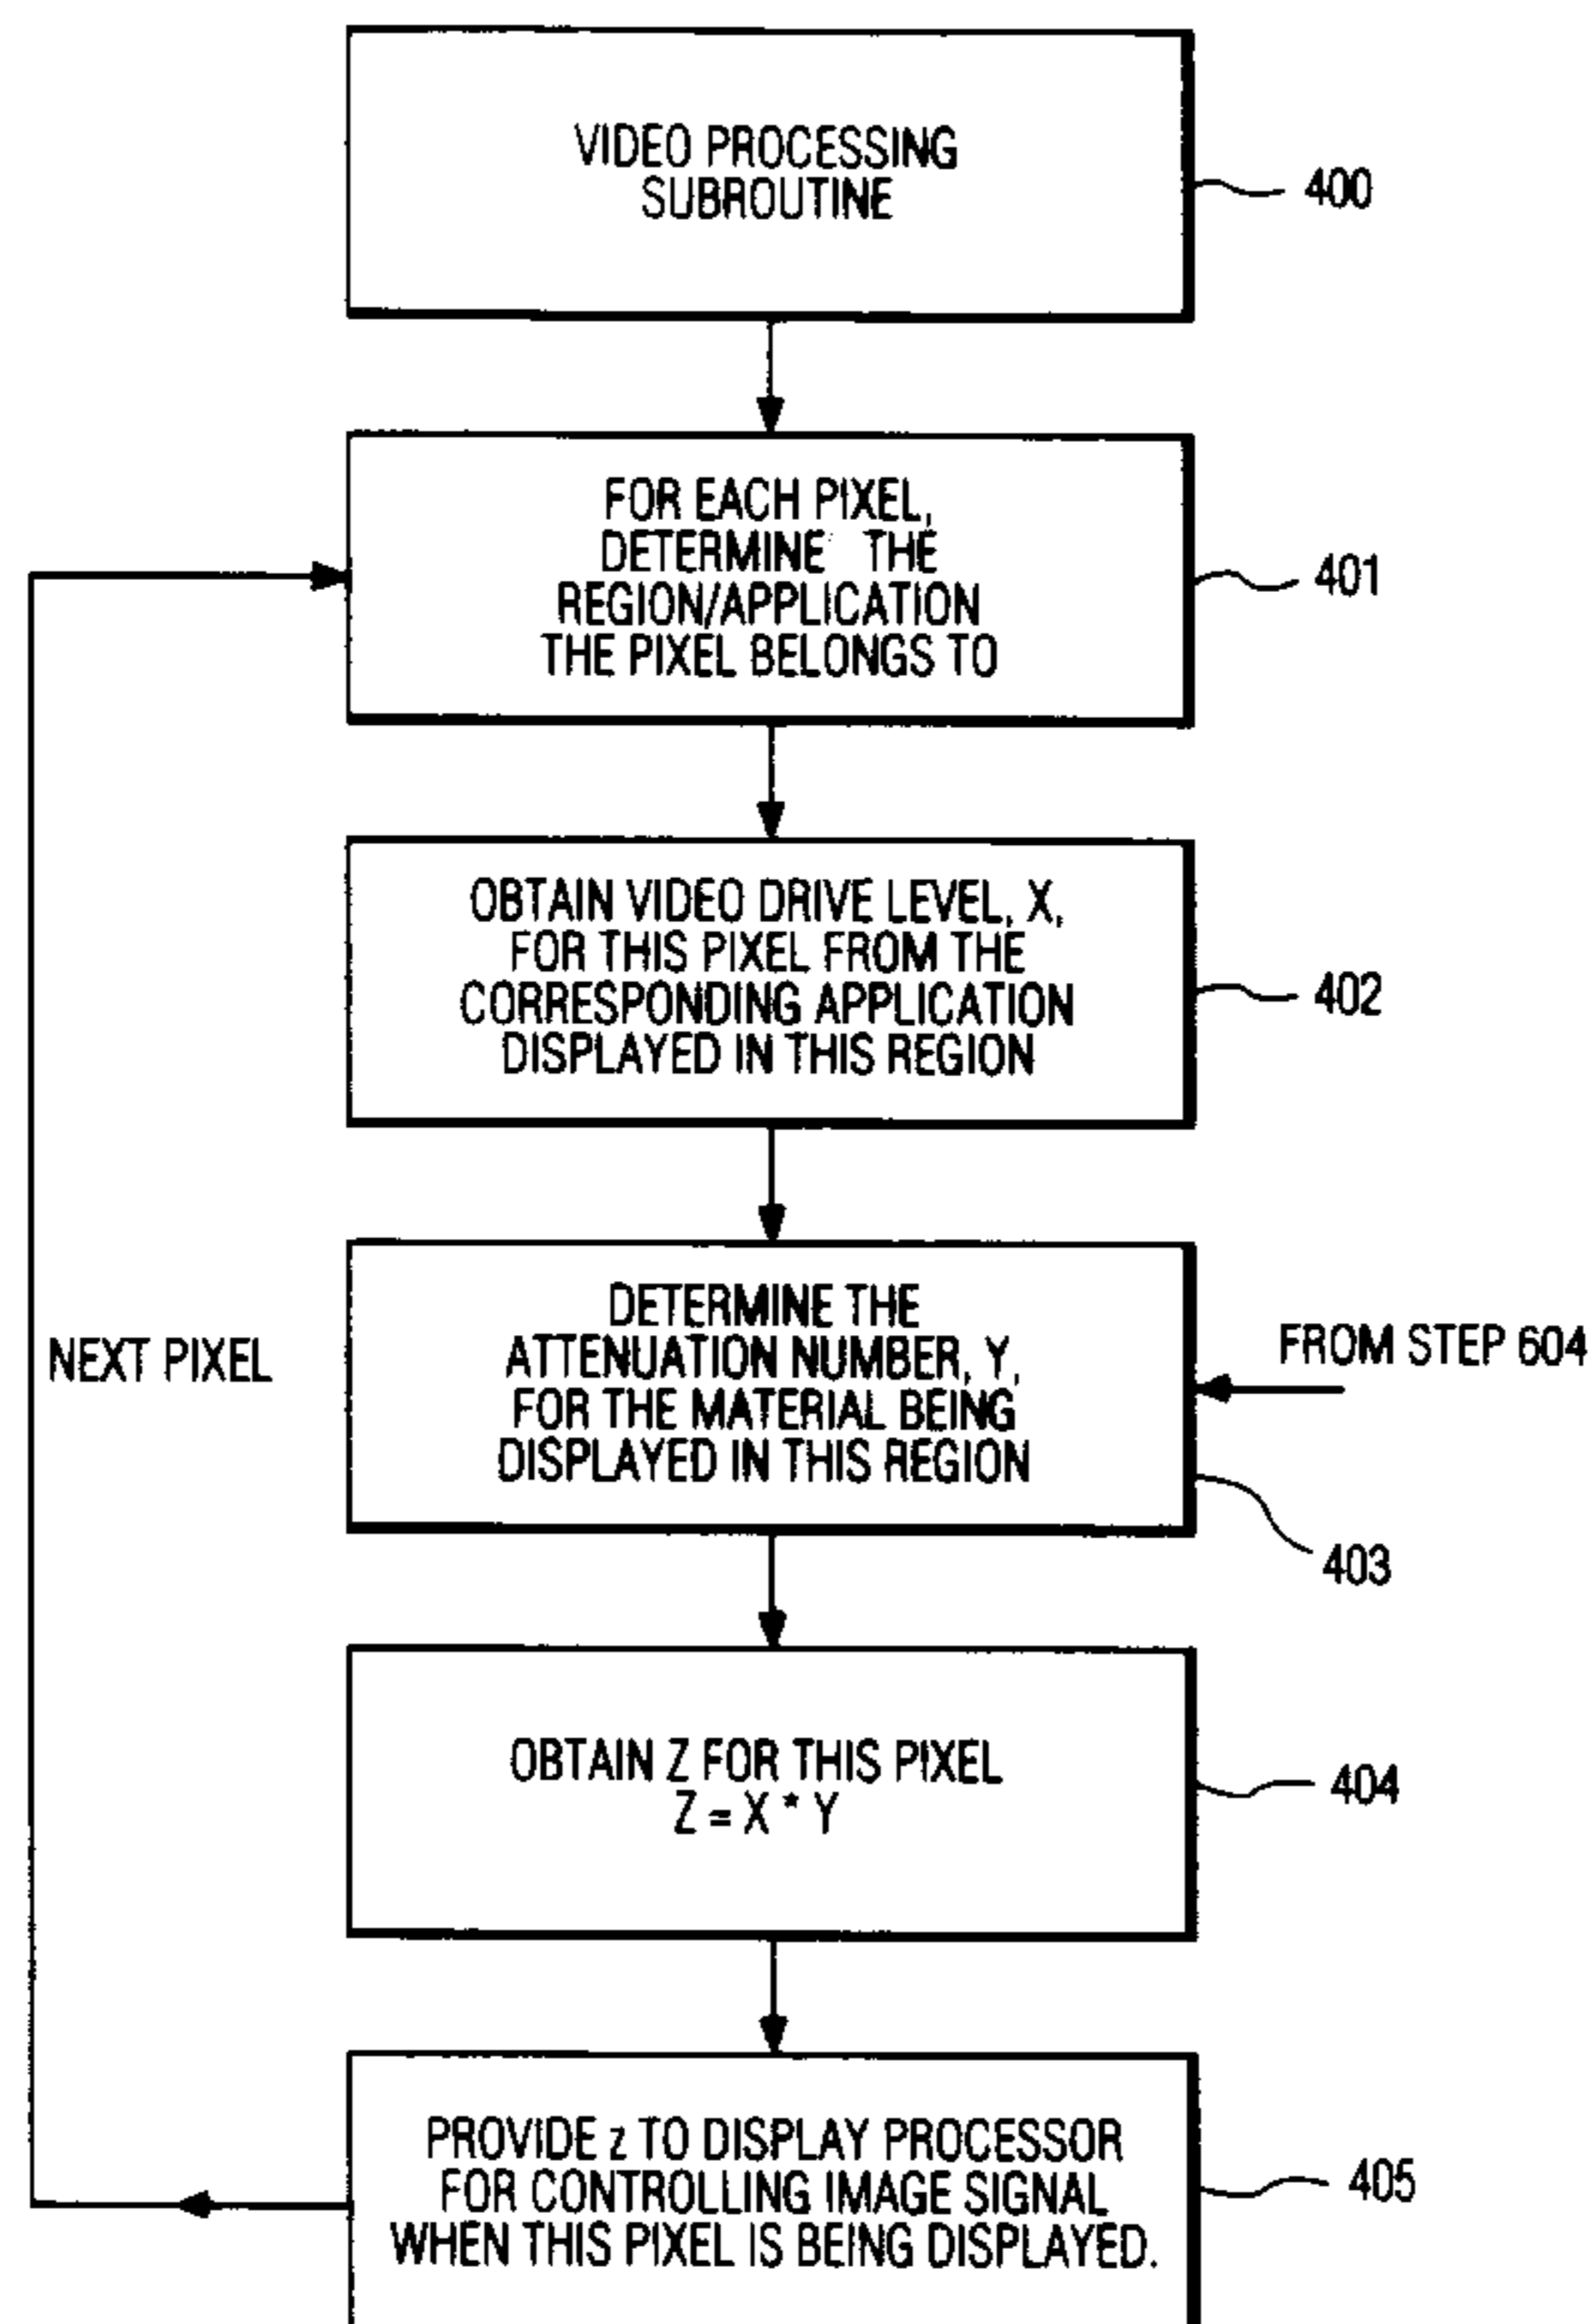 VIDEO PROCESSING
SUBROUTINE
400
FOR EACH PIXEL,
DETERMINE THE
REGION/APPLICATION
THE PIXEL BELONGS TO
401
OBTAIN VIDEO DRIVE LEVEL, X,
FOR THIS PIXEL FROM THE
CORRESPONDING APPLICATION
DISPLAYED IN THIS REGION
402
DETERMINE THE
ATTENUATION NUMBER, Y,
FOR THE MATERIAL BEING
DISPLAYED IN THIS REGION
NEXT PIXEL
FROM STEP 604
403
OBTAIN Z FOR THIS PIXEL
Z = X * Y
404
PROVIDE z TO DISPLAY PROCESSOR
FOR CONTROLLING IMAGE SIGNAL
WHEN THIS PIXEL IS BEING DISPLAYED.
405